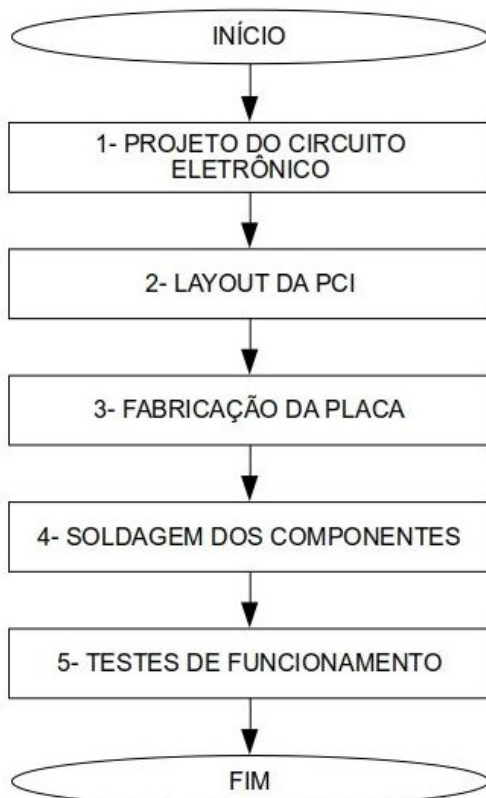 INÍCIO
1- PROJETO DO CIRCUITO
ELETRÔNICO
2- LAYOUT DA PCI
3- FABRICAÇÃO DA PLACA
4- SOLDAGEM DOS COMPONENTES
5- TESTES DE FUNCIONAMENTO
FIM